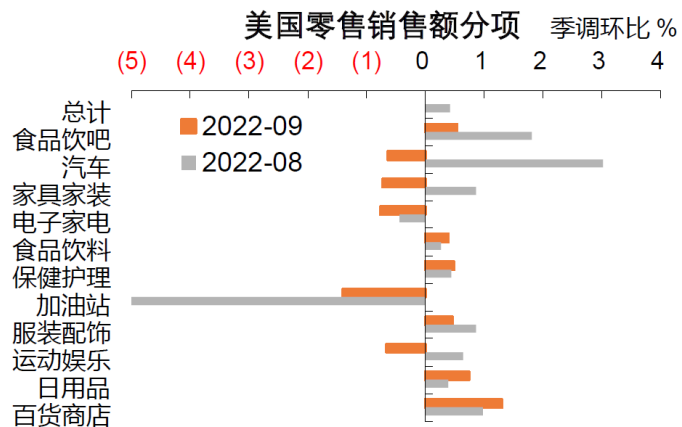 美国零售销售额分项 季调环比 %
(5) (4) (3) (2) (1) 0 1 2 3 4
总计
2022-09
食品饮吧
2022-08
汽车
家具家装
电子家电
食品饮料
保健护理
加油站
服装配饰
运动娱乐
日用品
百货商店